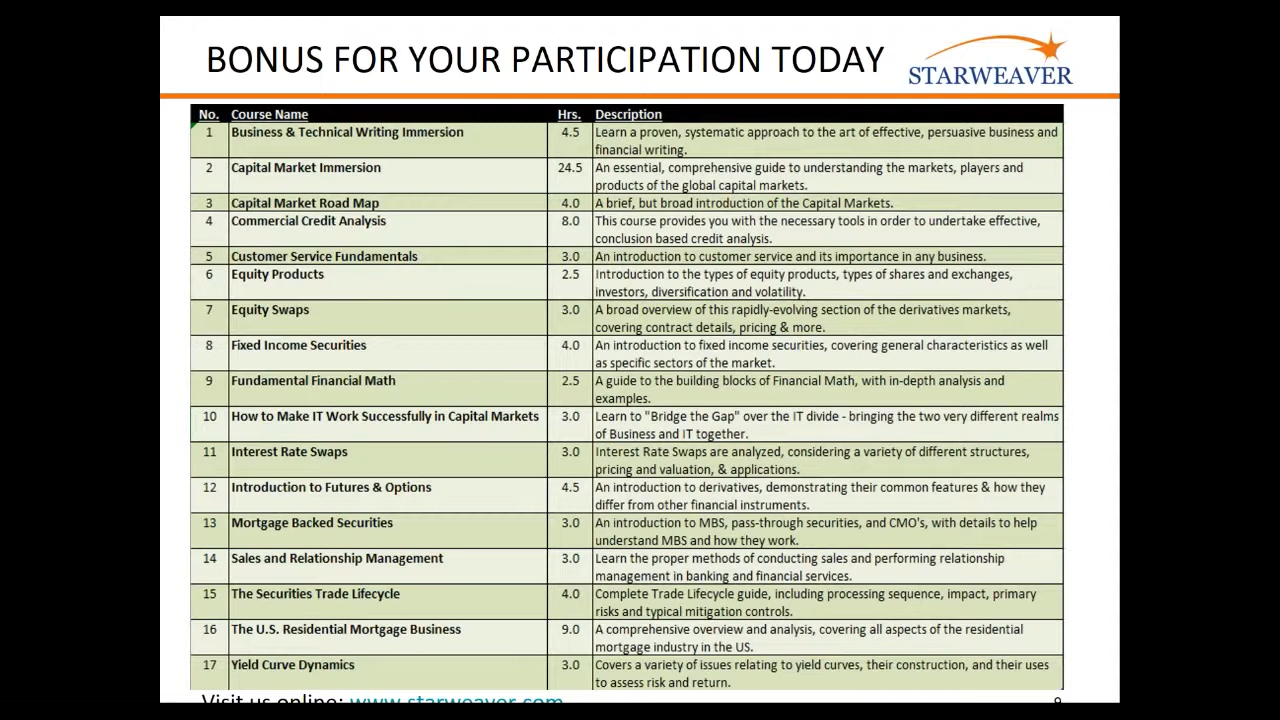 BONUS FOR YOUR PARTICIPATION TODAY
STARWEAVER
No. Course Name Hrs. Description
1 Business & Technical Writing Immersion 4.5 Learn a proven, systematic approach to the art of effective, persuasive business and
financial writing.
2 Capital Market Immersion 24.5 An essential, comprehensive guide to understanding the markets, players and
products of the global capital markets.
3 Capital Market Road Map 4.0 A brief, but broad introduction of the Capital Markets.
4 Commercial Credit Analysis 8.0 This course provides you with the necessary tools in order to undertake effective,
conclusion based credit analysis.
5 Customer Service Fundamentals 3.0 An introduction to customer service and its importance in any business.
6 Equity Products 2.5 Introduction to the types of equity products, types of shares and exchanges,
investors, diversification and volatility.
7 Equity Swaps 3.0 A broad overview of this rapidly-evolving section of the derivatives markets,
covering contract details, pricing & more.
8 Fixed Income Securities 4.0 An introduction to fixed income securities, covering general characteristics as well
as specific sectors of the market.
9 Fundamental Financial Math 2.5 A guide to the building blocks of Financial Math, with in-depth analysis and
examples.
10 How to Make IT Work Successfully in Capital Markets 3.0 Learn to "Bridge the Gap" over the IT divide - bringing the two very different realms
of Business and IT together.
11 Interest Rate Swaps 3.0 Interest Rate Swaps are analyzed, considering a variety of different structures,
pricing and valuation, & applications.
12 Introduction to Futures & Options 4.5 An introduction to derivatives, demonstrating their common features & how they
differ from other financial instruments.
13 Mortgage Backed Securities 3.0 An introduction to MBS, pass-through securities, and CMO's, with details to help
understand MBS and how they work.
14 Sales and Relationship Management 3.0 Learn the proper methods of conducting sales and performing relationship
management in banking and financial services.
15 The Securities Trade Lifecycle 4.0 Complete Trade Lifecycle guide, including processing sequence, impact, primary
risks and typical mitigation controls.
16 The U.S. Residential Mortgage Business 9.0 A comprehensive overview and analysis, covering all aspects of the residential
mortgage industry in the US.
17 Yield Curve Dynamics 3.0 Covers a variety of issues relating to yield curves, their construction, and their uses
to assess risk and return.
Visit us online: www.starweaver.com